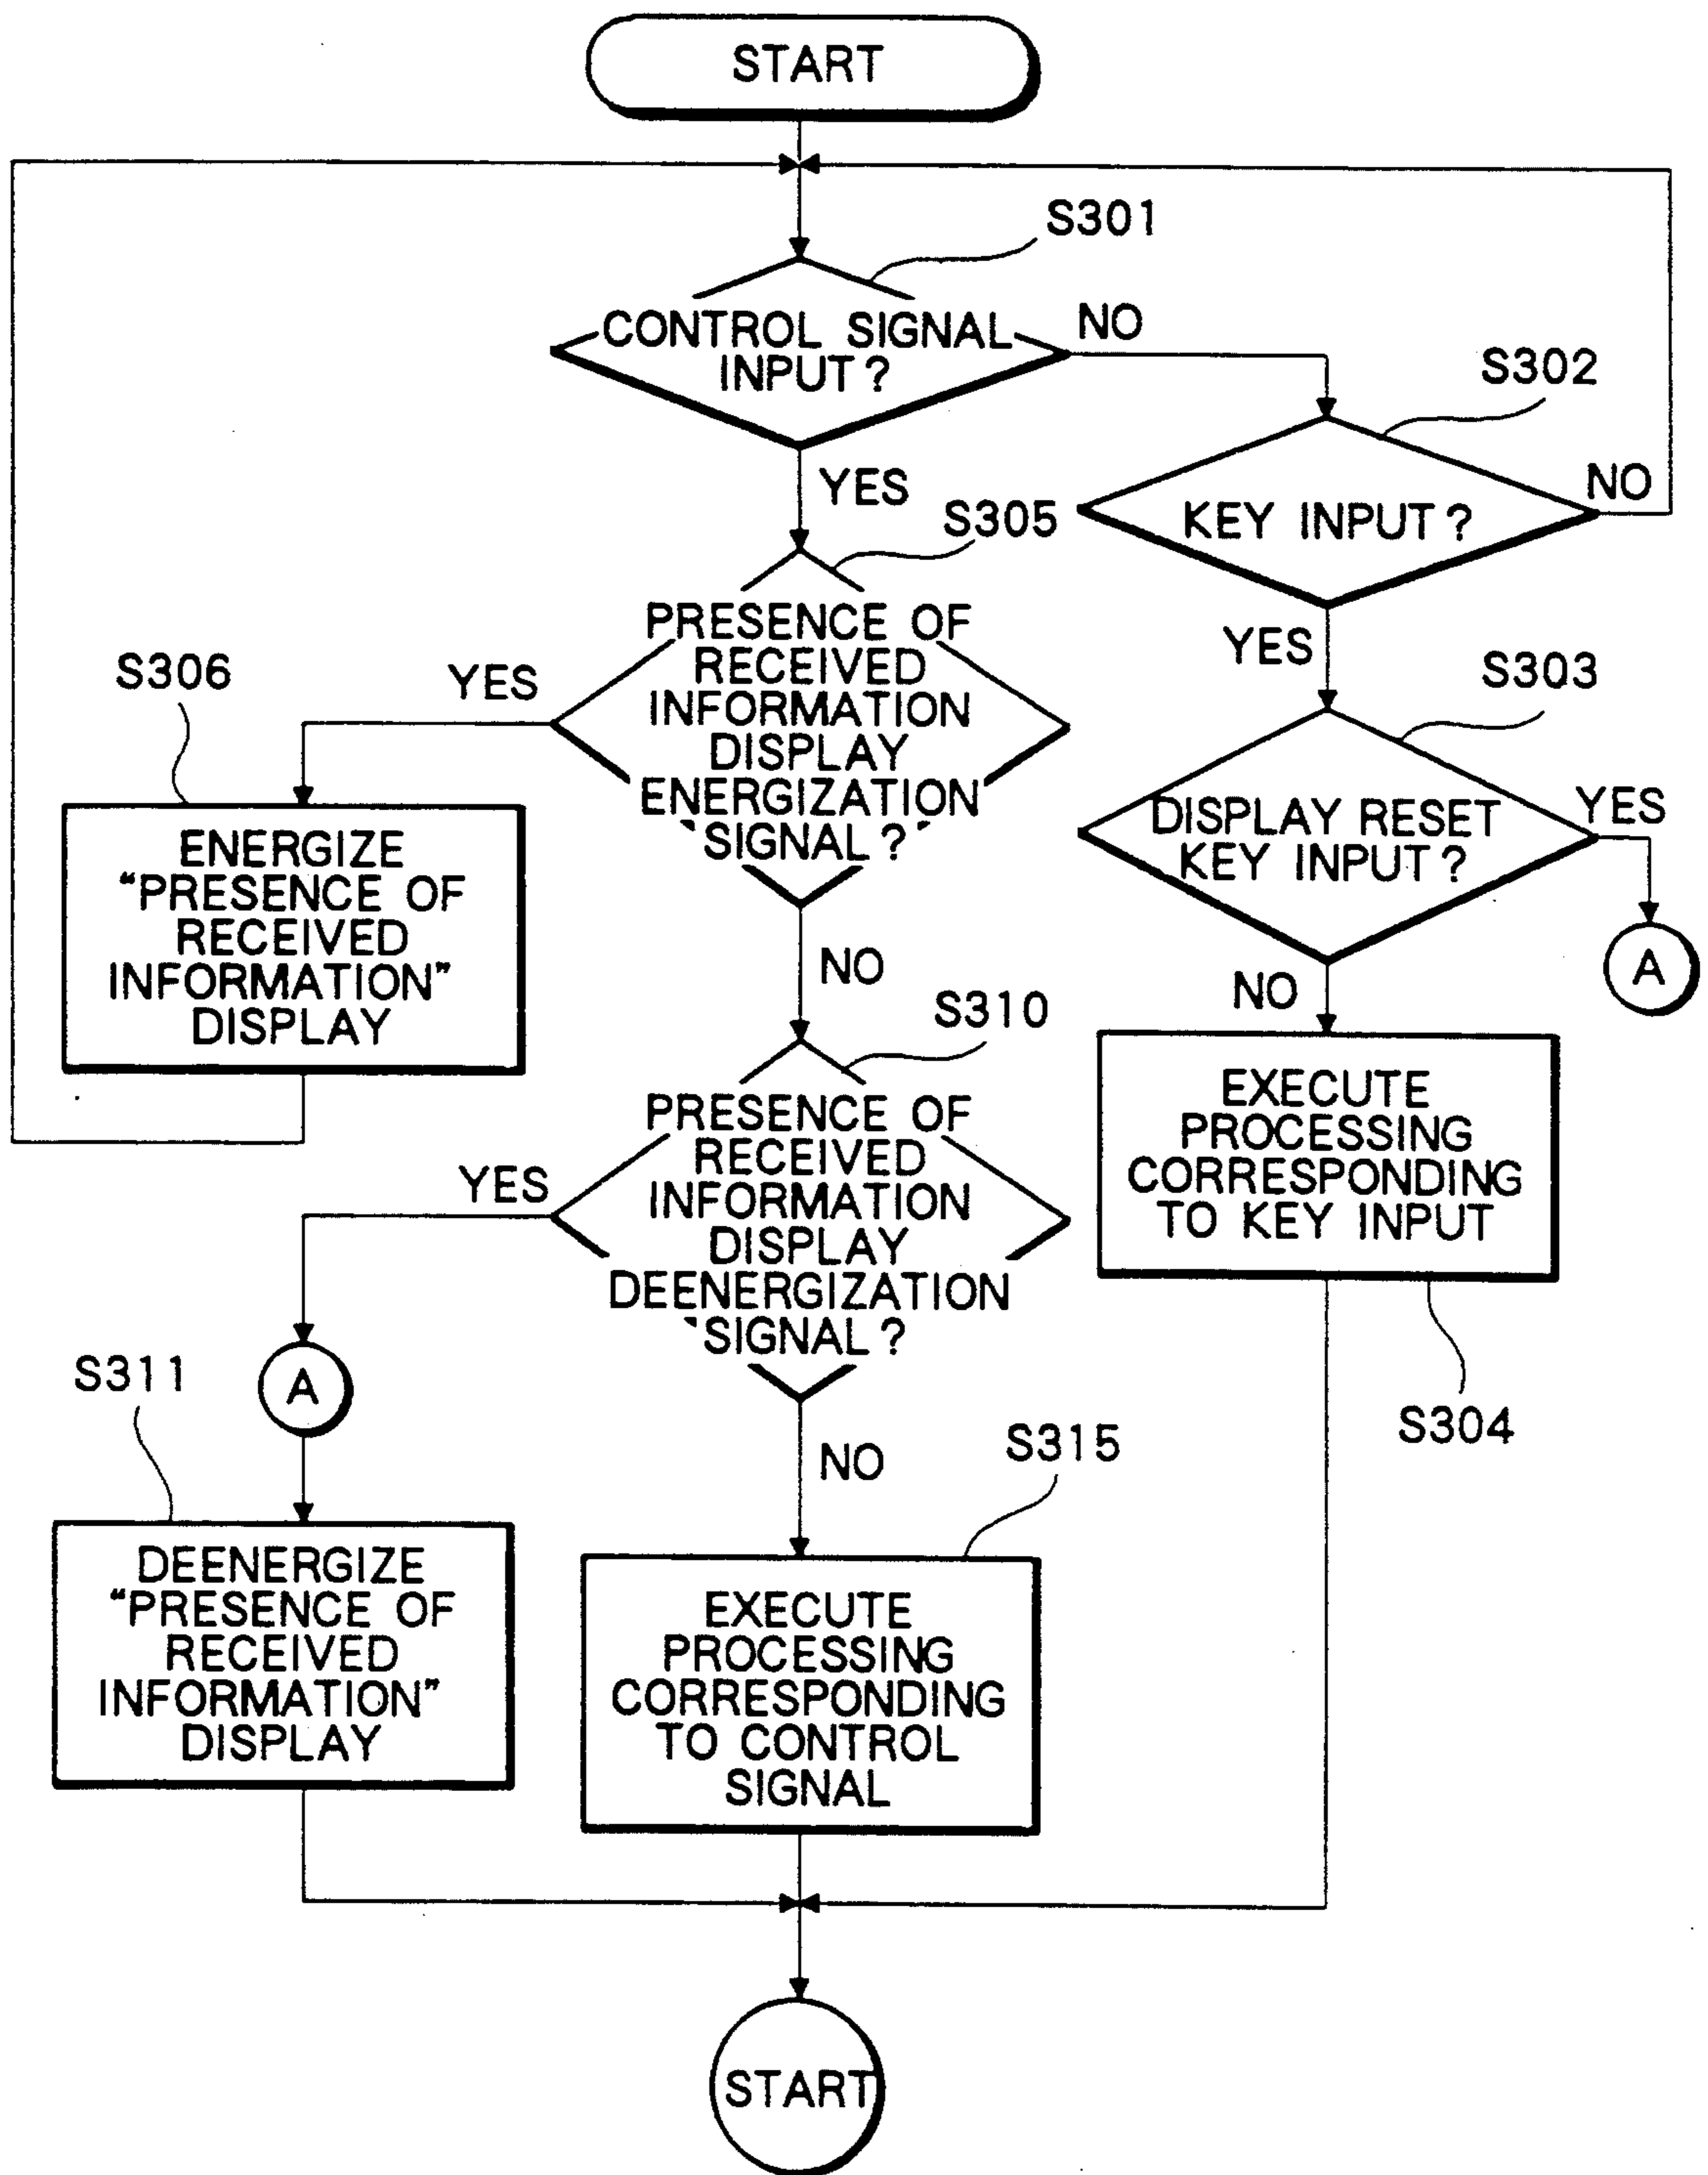 START
S301
CONTROL SIGNAL
INPUT?
NO
S302
KEY INPUT?
NO
YES
S305
PRESENCE OF
RECEIVED
INFORMATION
DISPLAY
ENERGIZATION
SIGNAL?
YES
S306
ENERGIZE
"PRESENCE OF
RECEIVED
INFORMATION"
DISPLAY
YES
S303
DISPLAY RESET
KEY INPUT?
YES
A
NO
NO
S310
PRESENCE OF
RECEIVED
INFORMATION
DISPLAY
DEENERGIZATION
SIGNAL?
YES
EXECUTE
PROCESSING
CORRESPONDING
TO KEY INPUT
S304
A
S311
DEENERGIZE
"PRESENCE OF
RECEIVED
INFORMATION"
DISPLAY
NO
S315
EXECUTE
PROCESSING
CORRESPONDING
TO CONTROL
SIGNAL
START